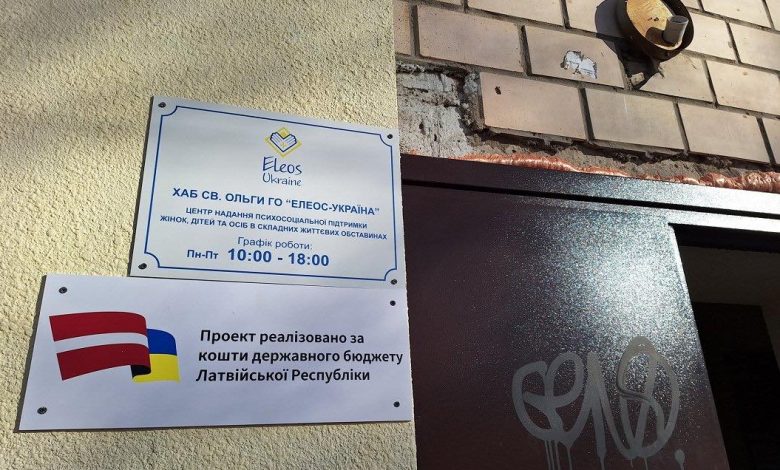 Eleos
Ukraine
ХАБ СВ. ОЛЬГИ ГО "ЕЛЕОС-УКРАЇНА"
ЦЕНТР НАДАННЯ ПСИХОСОЦІАЛЬНОЇ ПІДТРИМКИ
ЖІНОК, ДІТЕЙ ТА ОСІБ В СКЛАДНИХ ЖИТТЄВИХ ОБСТАВИНАХ
Графік роботи:
Пн-Пт 10:00 - 18:00
Проект реалізовано за
кошти державного бюджету
Латвійської Республіки